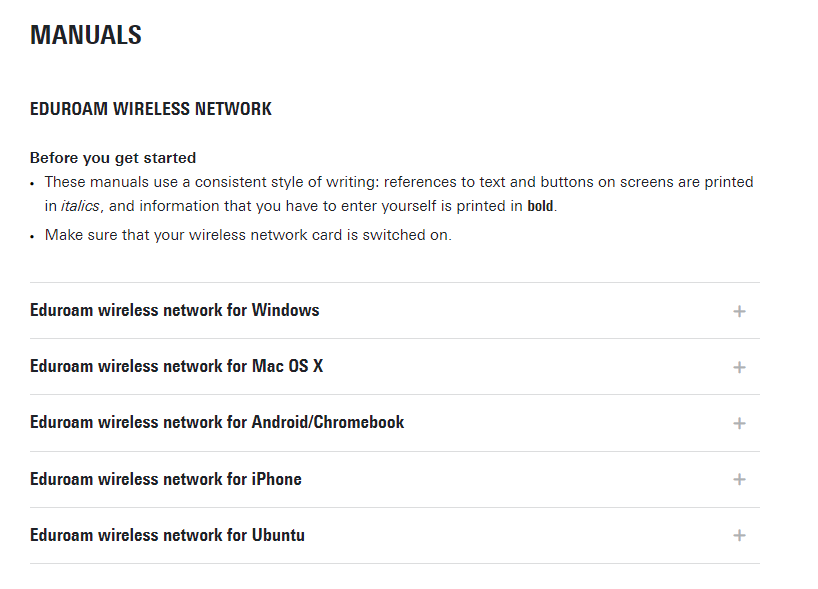 MANUALS
EDUROAM WIRELESS NETWORK
Before you get started
• These manuals use a consistent style of writing: references to text and buttons on screens are printed
in italics, and information that you have to enter yourself is printed in bold.
• Make sure that your wireless network card is switched on.
Eduroam wireless network for Windows +
Eduroam wireless network for Mac OS X +
Eduroam wireless network for Android/Chromebook +
Eduroam wireless network for iPhone +
Eduroam wireless network for Ubuntu +